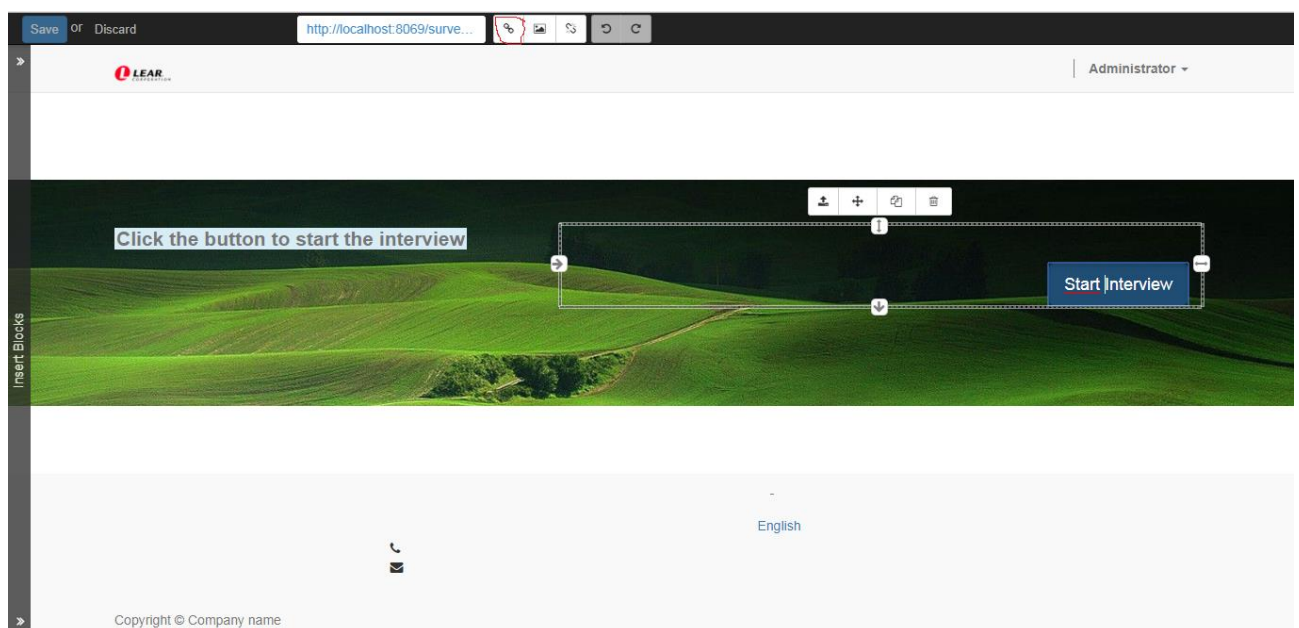 Save or Discard http://localhost:8069/surve...
LEAR
CORPORATION
Administrator
Click the button to start the interview
Start Interview
Insert Blocks
-
English
Copyright © Company name